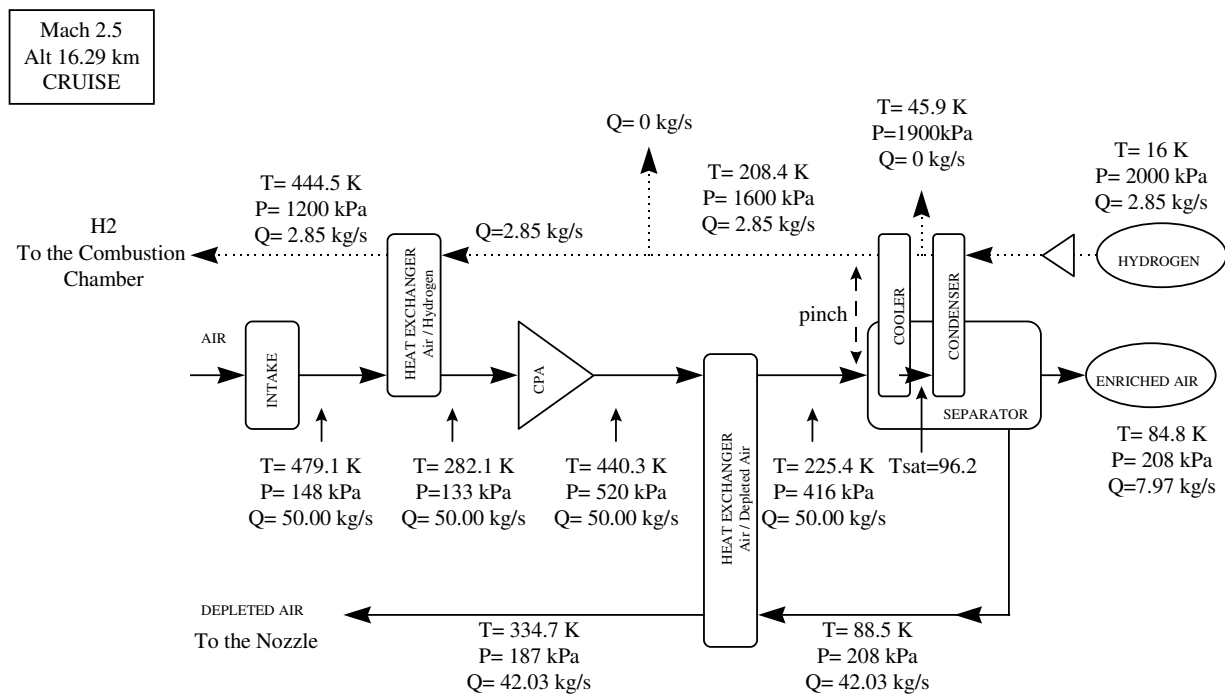 Mach 2.5
Alt 16.29 km
CRUISE
Q= 0 kg/s
T= 45.9 K
P=1900kPa
Q= 0 kg/s
T= 16 K
P= 2000 kPa
Q= 2.85 kg/s
T= 444.5 K
P= 1200 kPa
Q= 2.85 kg/s
T= 208.4 K
P= 1600 kPa
Q= 2.85 kg/s
Q=2.85 kg/s
H2
To the Combustion
Chamber
HYDROGEN
HEAT EXCHANGER
Air / Hydrogen
COOLER
CONDENSER
pinch
AIR
INTAKE
CPA
ENRICHED AIR
SEPARATOR
HEAT EXCHANGER
Air / Depleted Air
T= 479.1 K
P= 148 kPa
Q= 50.00 kg/s
T= 282.1 K
P=133 kPa
Q= 50.00 kg/s
T= 440.3 K
P= 520 kPa
Q= 50.00 kg/s
T= 225.4 K
P= 416 kPa
Q= 50.00 kg/s
Tsat=96.2
T= 84.8 K
P= 208 kPa
Q=7.97 kg/s
DEPLETED AIR
To the Nozzle
T= 334.7 K
P= 187 kPa
Q= 42.03 kg/s
T= 88.5 K
P= 208 kPa
Q= 42.03 kg/s